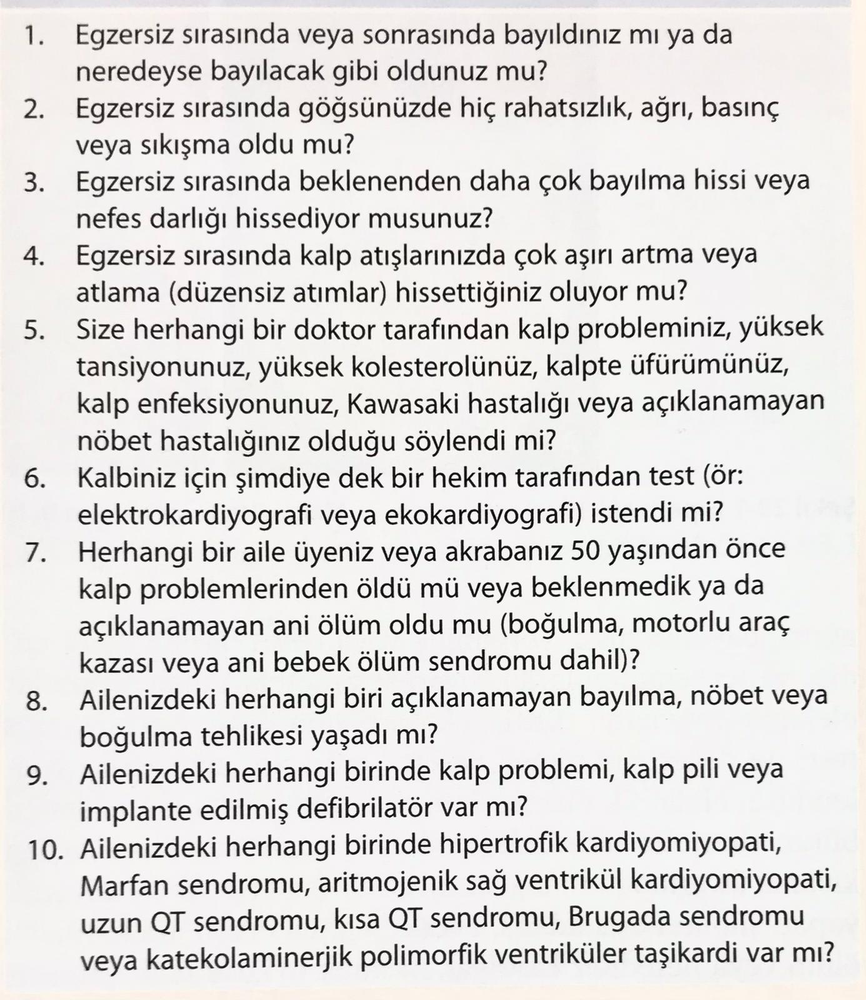 1. Egzersiz sırasında veya sonrasında bayıldınız mı ya da
neredeyse bayılacak gibi oldunuz mu?
2. Egzersiz sırasında göğsünüzde hiç rahatsızlık, ağrı, basınç
veya sıkışma oldu mu?
3. Egzersiz sırasında beklenenden daha çok bayılma hissi veya
nefes darlığı hissediyor musunuz?
4. Egzersiz sırasında kalp atışlarınızda çok aşırı artma veya
atlama (düzensiz atımlar) hissettiğiniz oluyor mu?
5. Size herhangi bir doktor tarafından kalp probleminiz, yüksek
tansiyonunuz, yüksek kolesterolünüz, kalpte üfürümünüz,
kalp enfeksiyonunuz, Kawasaki hastalığı veya açıklanamayan
nöbet hastalığınız olduğu söylendi mi?
6. Kalbiniz için şimdiye dek bir hekim tarafından test (ör:
elektrokardiyografi veya ekokardiyografi) istendi mi?
7. Herhangi bir aile üyeniz veya akrabanız 50 yaşından önce
kalp problemlerinden öldü mü veya beklenmedik ya da
açıklanamayan ani ölüm oldu mu (boğulma, motorlu araç
kazası veya ani bebek ölüm sendromu dahil)?
8. Ailenizdeki herhangi biri açıklanamayan bayılma, nöbet veya
boğulma tehlikesi yaşadı mı?
9. Ailenizdeki herhangi birinde kalp problemi, kalp pili veya
implante edilmiş defibrilatör var mı?
10. Ailenizdeki herhangi birinde hipertrofik kardiyomiyopati,
Marfan sendromu, aritmojenik sağ ventrikül kardiyomiyopati,
uzun QT sendromu, kısa QT sendromu, Brugada sendromu
veya katekolaminerjik polimorfik ventriküler taşikardi var mı?